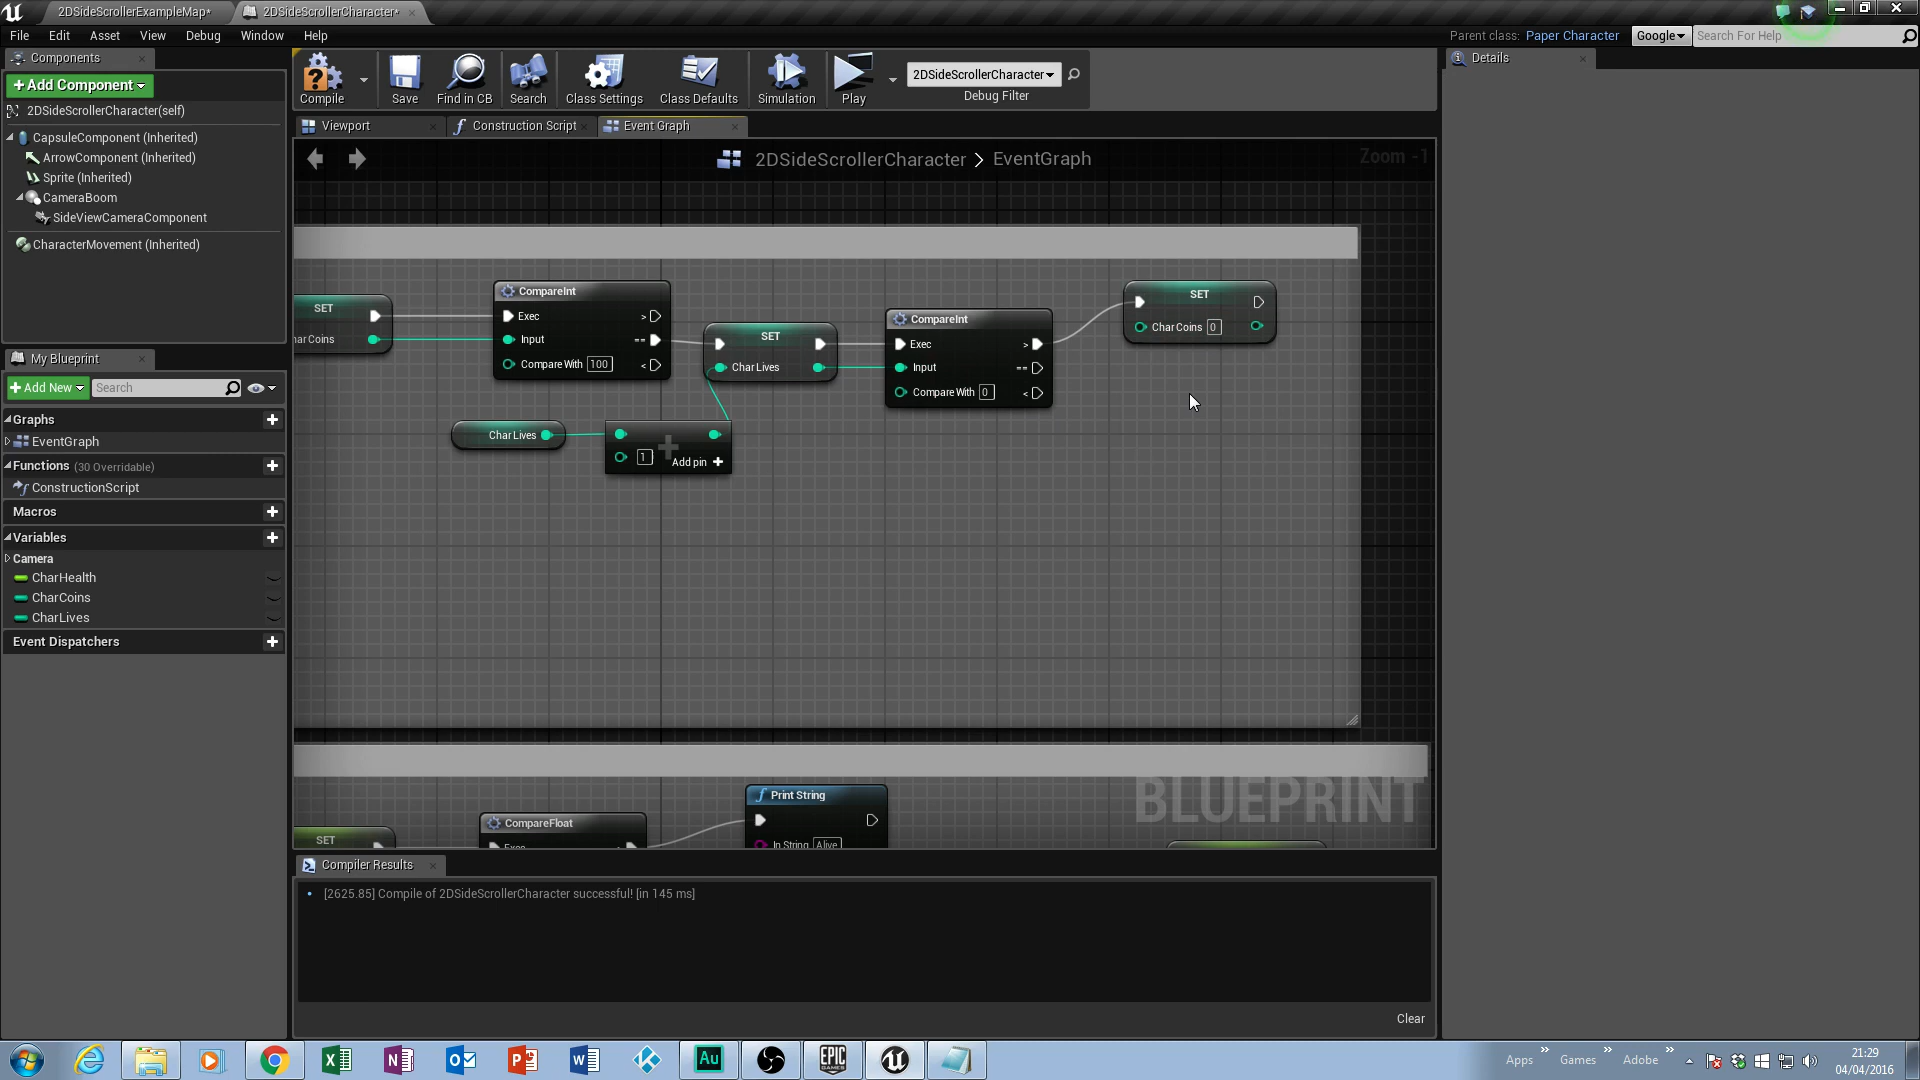 2DSideScrollerExampleMap*
2DSideScrollerCharacter*
File Edit Asset View Debug Window Help
Parent class: Paper Character
Google
Search For Help
Components
+Add Component
2DSideScrollerCharacter(self)
CapsuleComponent (Inherited)
ArrowComponent (Inherited)
Sprite (Inherited)
CameraBoom
SideViewCameraComponent
CharacterMovement (Inherited)
Compile
Save
Find in CB
Search
Class Settings
Class Defaults
Simulation
Play
2DSideScrollerCharacter
Debug Filter
Details
Viewport
Construction Script
Event Graph
2DSideScrollerCharacter > EventGraph
Zoom -1
SET
har Coins
CompareInt
Exec >
Input ==
Compare With 100 <
SET
Char Lives
CompareInt
Exec >
Input ==
Compare With 0 <
SET
Char Coins 0
Char Lives
1
Add pin +
My Blueprint
+Add New
Search
Graphs
EventGraph
Functions (30 Overridable)
ConstructionScript
Macros
Variables
Camera
CharHealth
CharCoins
CharLives
Event Dispatchers
SET
CompareFloat
Exec
Print String
In String Alive
BLUEPRINT
Compiler Results
[2625.85] Compile of 2DSideScrollerCharacter successful! [in 145 ms]
Clear
Au
EPIC
GAMES
Apps » Games » Adobe »
21:29
04/04/2016